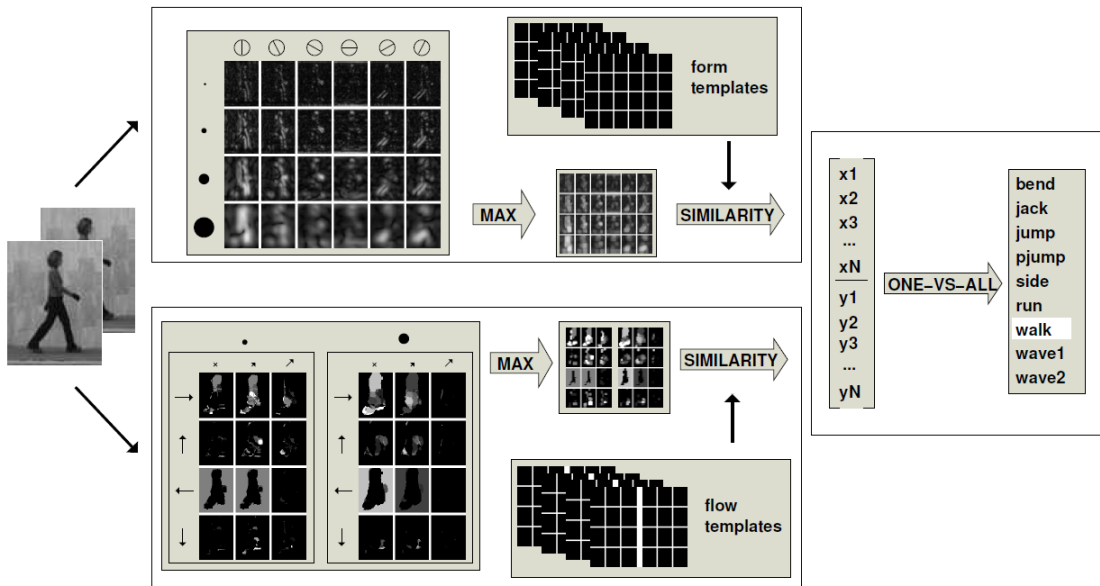 form
templates
MAX
SIMILARITY
MAX
SIMILARITY
flow
templates
x1
x2
x3
...
xN
y1
y2
y3
...
yN
ONE-VS-ALL
bend
jack
jump
pjump
side
run
walk
wave1
wave2